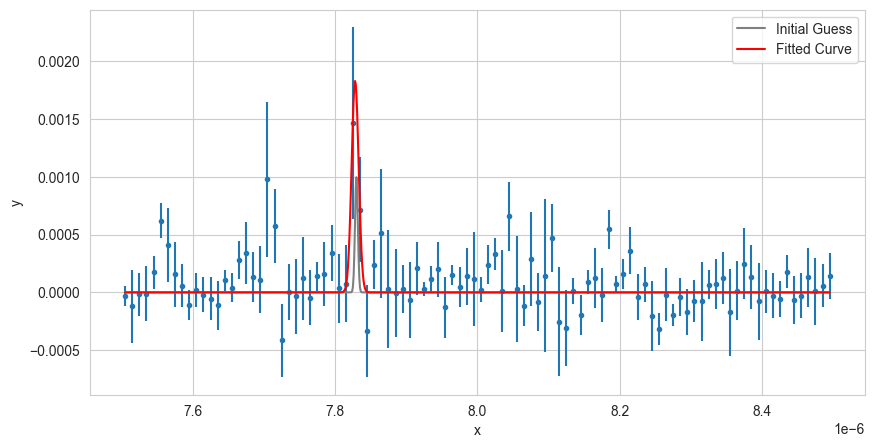 Initial Guess
Fitted Curve
y
0.0020
0.0015
0.0010
0.0005
0.0000
−0.0005
7.6 7.8 8.0 8.2 8.4
x
1e−6